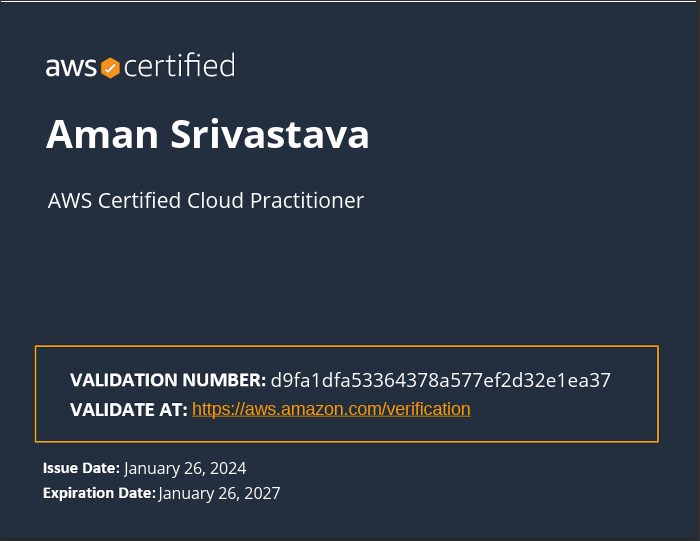 aws certified
Aman Srivastava
AWS Certified Cloud Practitioner
VALIDATION NUMBER: d9fa1dfa53364378a577ef2d32e1ea37
VALIDATE AT: https://aws.amazon.com/verification
Issue Date: January 26, 2024
Expiration Date: January 26, 2027